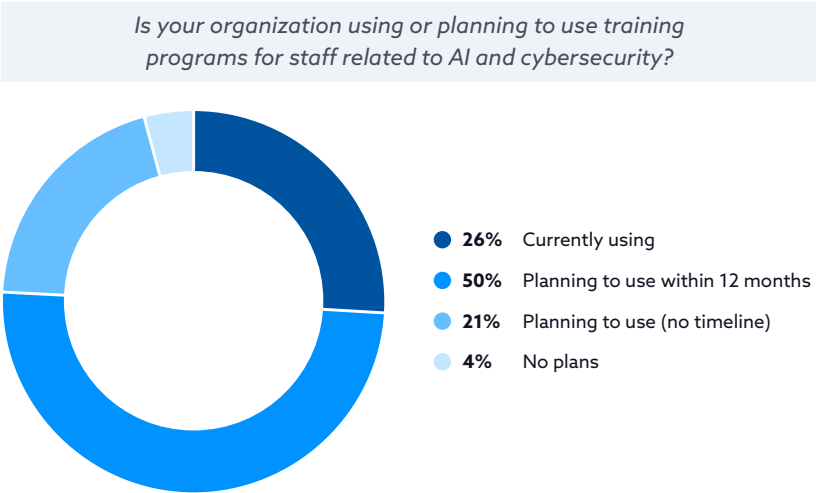 Is your organization using or planning to use training
programs for staff related to AI and cybersecurity?
26% Currently using
50% Planning to use within 12 months
21% Planning to use (no timeline)
4% No plans